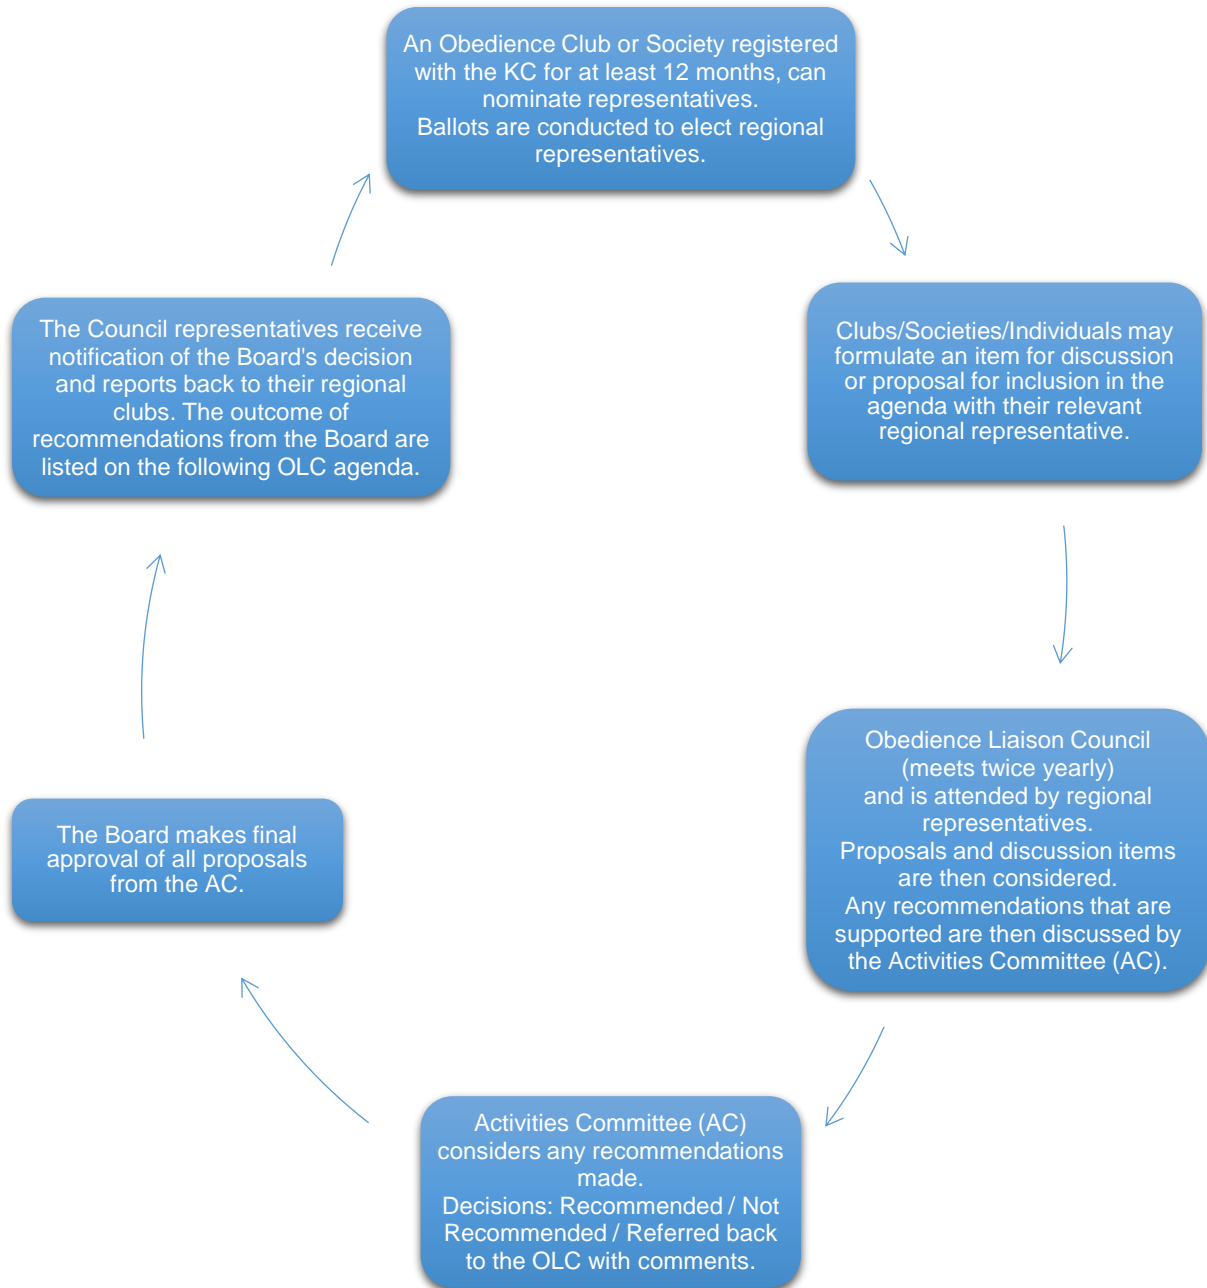 An Obedience Club or Society registered
with the KC for at least 12 months, can
nominate representatives.
Ballots are conducted to elect regional
representatives.
Clubs/Societies/Individuals may
formulate an item for discussion
or proposal for inclusion in the
agenda with their relevant
regional representative.
Obedience Liaison Council
(meets twice yearly)
and is attended by regional
representatives.
Proposals and discussion items
are then considered.
Any recommendations that are
supported are then discussed by
the Activities Committee (AC).
Activities Committee (AC)
considers any recommendations
made.
Decisions: Recommended / Not
Recommended / Referred back
to the OLC with comments.
The Board makes final
approval of all proposals
from the AC.
The Council representatives receive
notification of the Board's decision
and reports back to their regional
clubs. The outcome of
recommendations from the Board are
listed on the following OLC agenda.